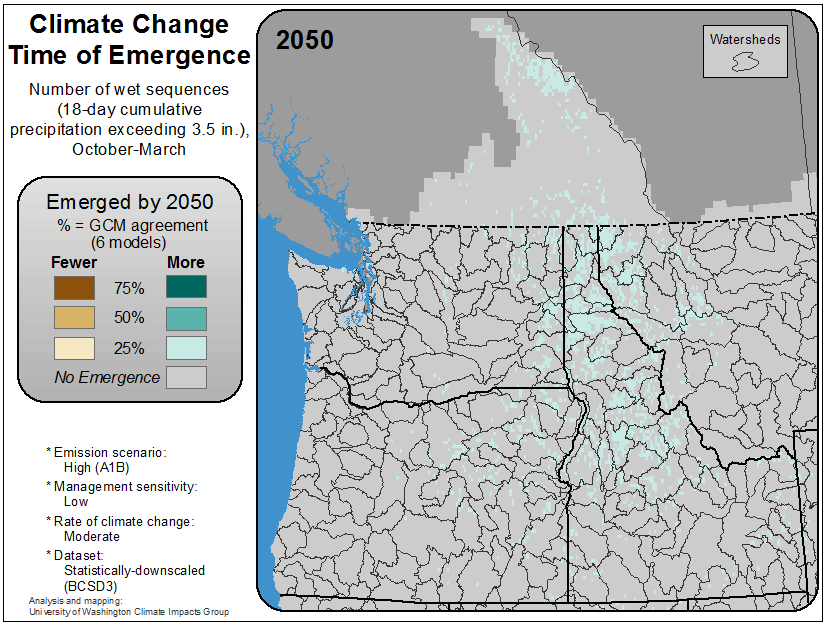 Climate Change
Time of Emergence
Number of wet sequences
(18-day cumulative
precipitation exceeding 3.5 in.),
October-March
Emerged by 2050
% = GCM agreement
(6 models)
Fewer More
75%
50%
25%
No Emergence
* Emission scenario:
High (A1B)
* Management sensitivity:
Low
* Rate of climate change:
Moderate
* Dataset:
Statistically-downscaled
(BCSD3)
Analysis and mapping:
University of Washington Climate Impacts Group
2050
Watersheds